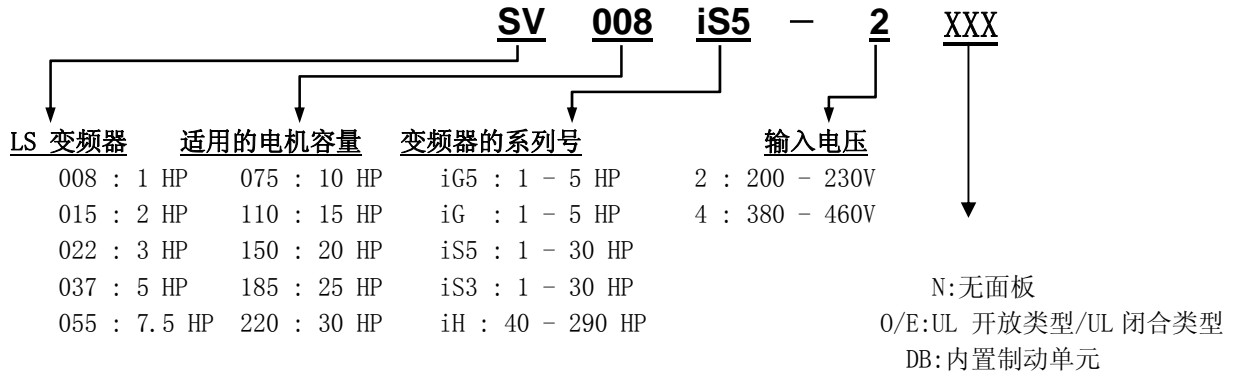 SV 008 iS5 － 2 XXX
LS 变频器 适用的电机容量 变频器的系列号 输入电压
008 : 1 HP 075 : 10 HP iG5 : 1 - 5 HP 2 : 200 - 230V
015 : 2 HP 110 : 15 HP iG : 1 - 5 HP 4 : 380 - 460V
022 : 3 HP 150 : 20 HP iS5 : 1 - 30 HP
037 : 5 HP 185 : 25 HP iS3 : 1 - 30 HP N:无面板
055 : 7.5 HP 220 : 30 HP iH : 40 - 290 HP O/E:UL 开放类型/UL 闭合类型
DB:内置制动单元